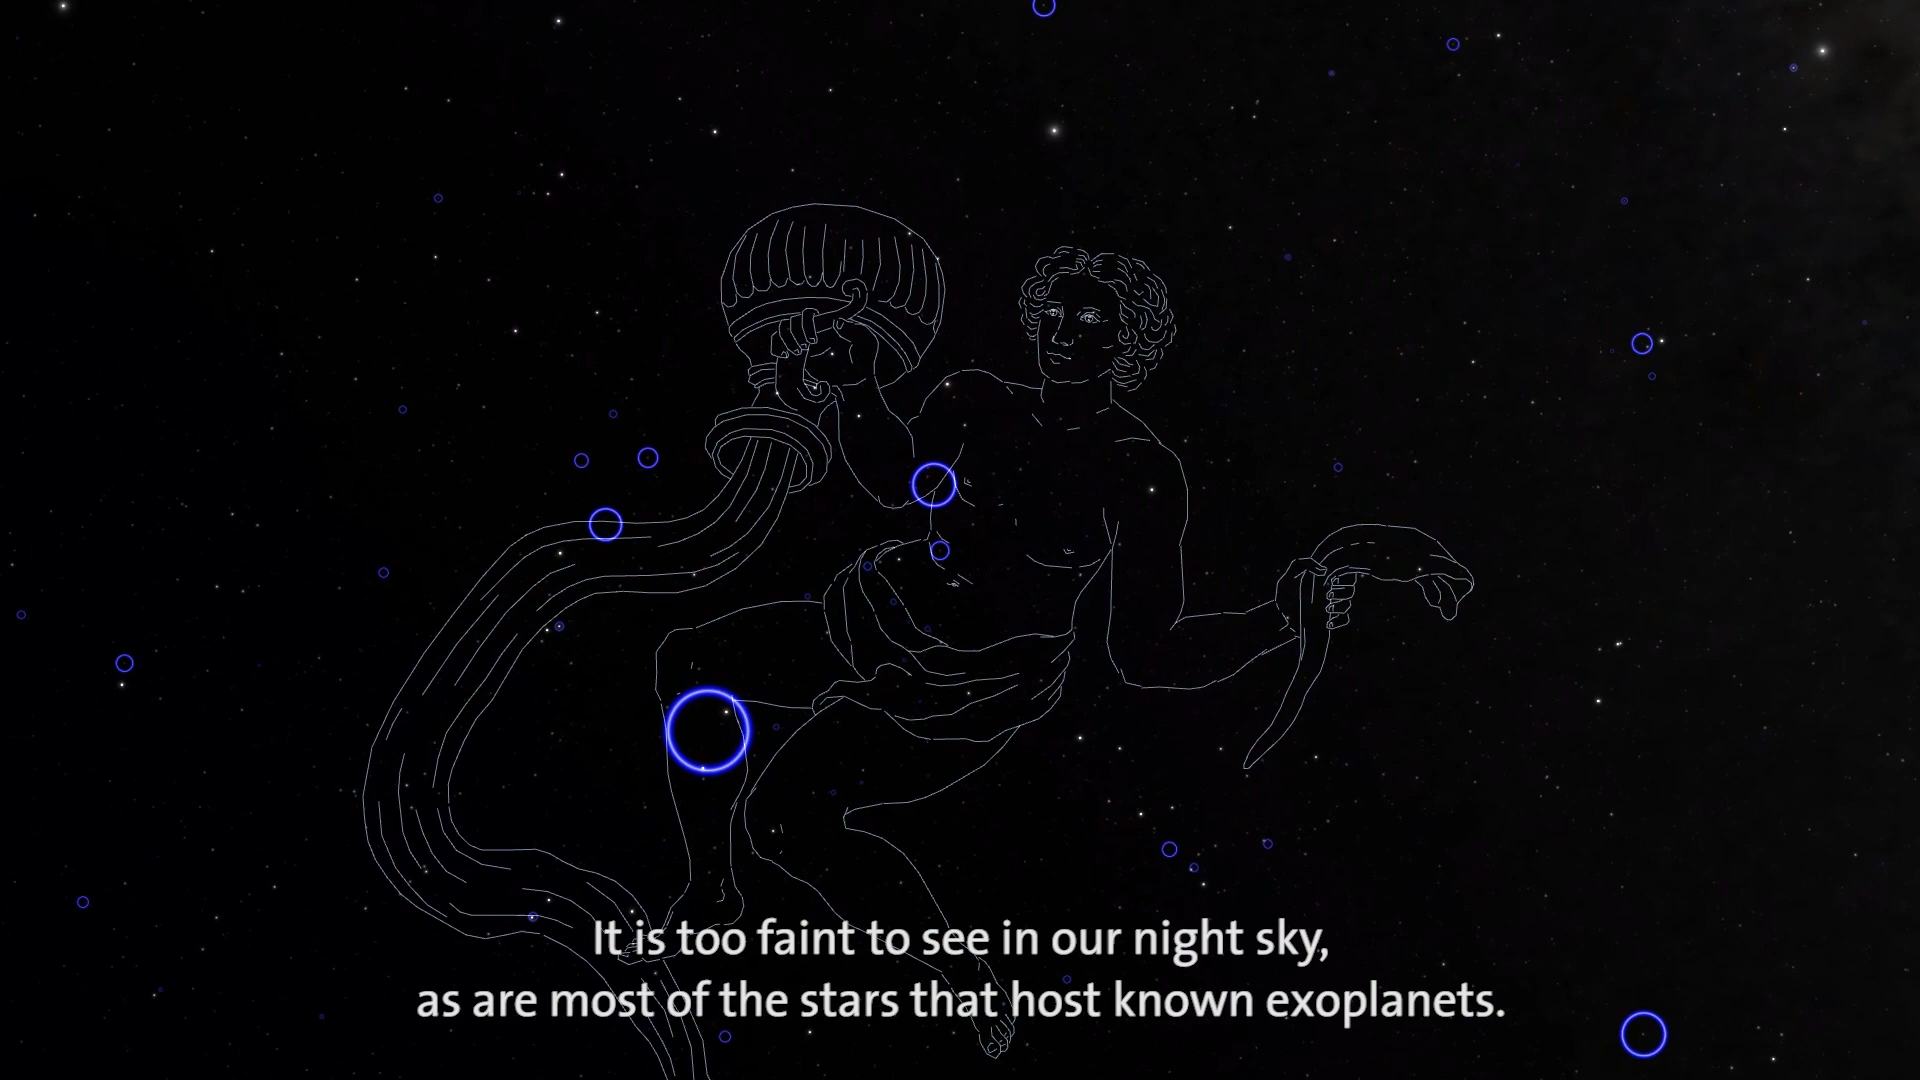 It is too faint to see in our night sky,
as are most of the stars that host known exoplanets.